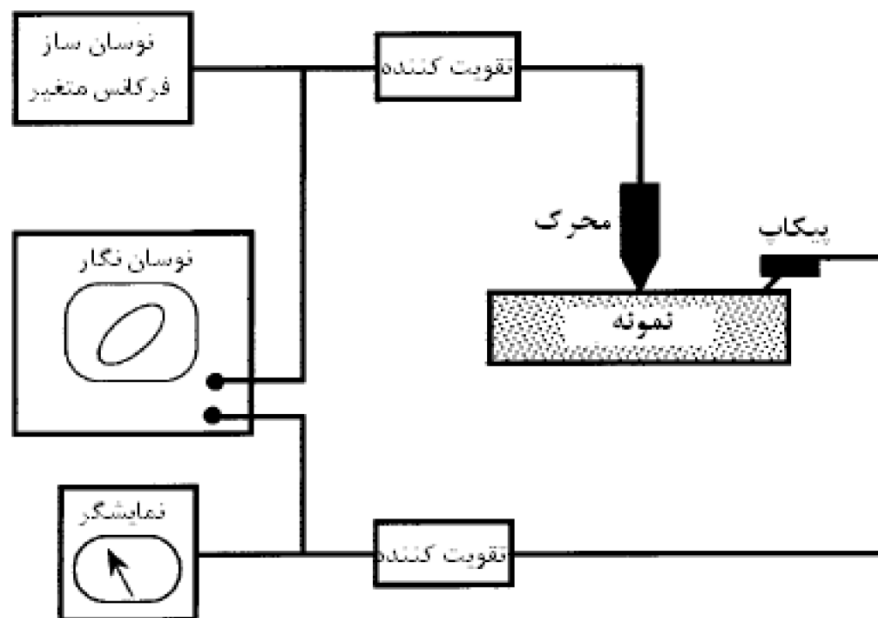 نوسان ساز
فرکانس متغیر
تقویت کننده
محرک
پیکاپ
نوسان نگار
نمونه
نمایشگر
تقویت کننده